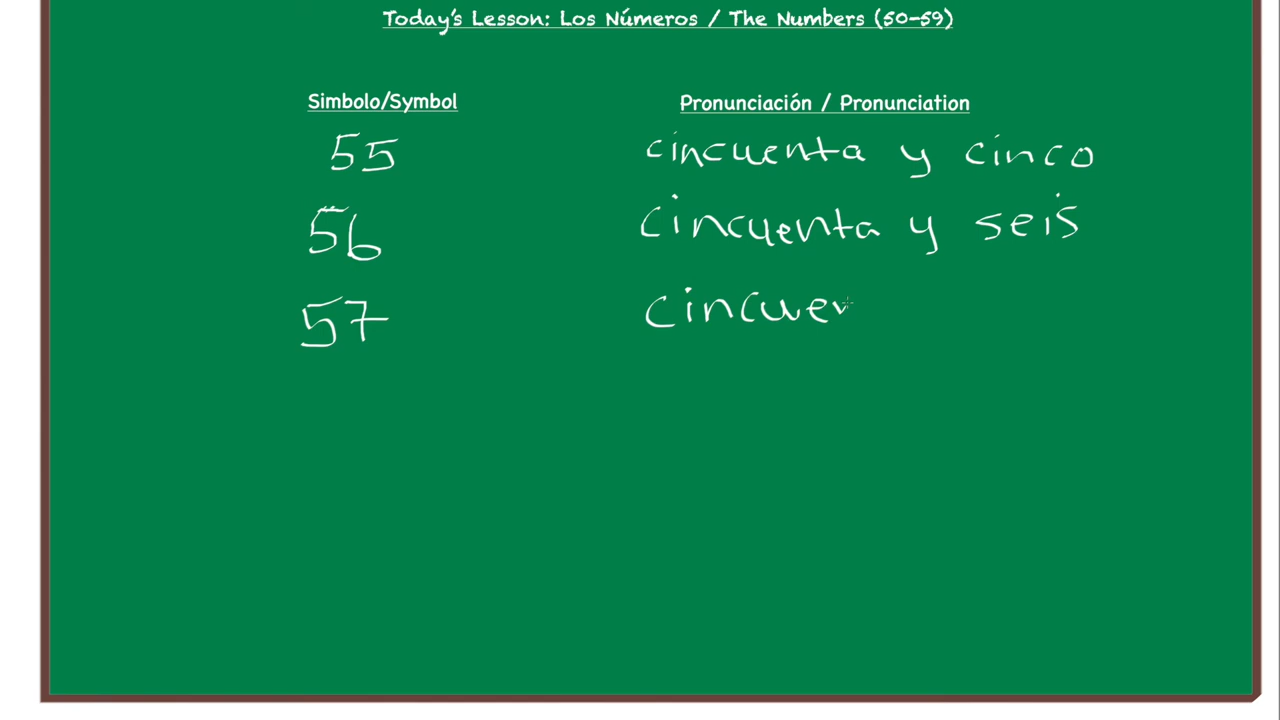 Today's Lesson: Los Números / The Numbers (50-59)
Simbolo/Symbol Pronunciación / Pronunciation
55 cincuenta y cinco
56 cincuenta y seis
57 cincuen